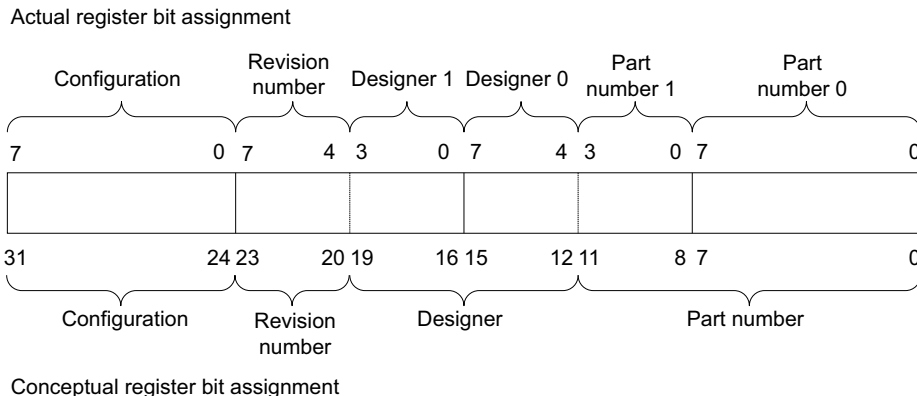 Actual register bit assignment
Configuration
Revision
number
Designer 1
Designer 0
Part
number 1
Part
number 0
7 0 7 4 3 0 7 4 3 0 7 0
31 24 23 20 19 16 15 12 11 8 7 0
Configuration
Revision
number
Designer
Part number
Conceptual register bit assignment